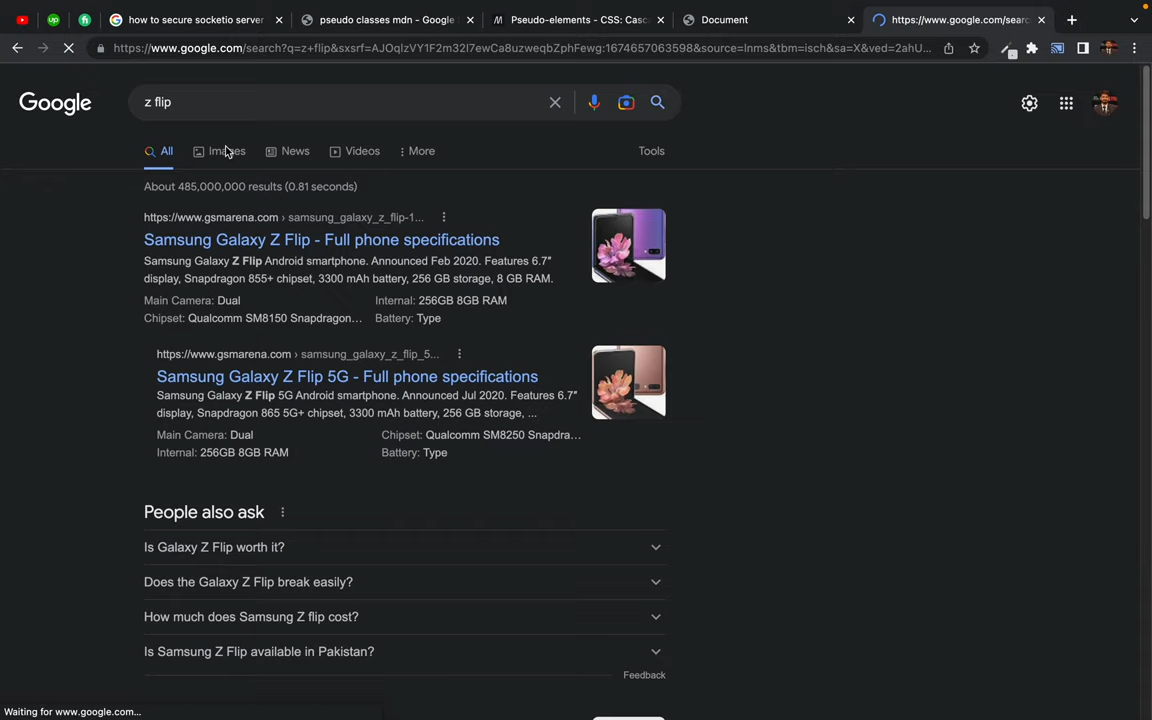 how to secure socketio server
pseudo classes mdn - Google
Pseudo-elements - CSS: Casc
Document
https://www.google.com/searc
https://www.google.com/search?q=z+flip&sxsrf=AJOqlzVY1F2m32I7ewCa8uzweqbZphFewg:1674657063598&source=lnms&tbm=isch&sa=X&ved=2ahU...
Google
z flip
All
Images
News
Videos
More
Tools
About 485,000,000 results (0.81 seconds)
https://www.gsmarena.com › samsung_galaxy_z_flip-1...
Samsung Galaxy Z Flip - Full phone specifications
Samsung Galaxy Z Flip Android smartphone. Announced Feb 2020. Features 6.7″
display, Snapdragon 855+ chipset, 3300 mAh battery, 256 GB storage, 8 GB RAM.
Main Camera: Dual
Internal: 256GB 8GB RAM
Chipset: Qualcomm SM8150 Snapdragon...
Battery: Type
https://www.gsmarena.com › samsung_galaxy_z_flip_5...
Samsung Galaxy Z Flip 5G - Full phone specifications
Samsung Galaxy Z Flip 5G Android smartphone. Announced Jul 2020. Features 6.7″
display, Snapdragon 865 5G+ chipset, 3300 mAh battery, 256 GB storage, ...
Main Camera: Dual
Chipset: Qualcomm SM8250 Snapdra...
Internal: 256GB 8GB RAM
Battery: Type
People also ask
Is Galaxy Z Flip worth it?
Does the Galaxy Z Flip break easily?
How much does Samsung Z flip cost?
Is Samsung Z Flip available in Pakistan?
Feedback
Waiting for www.google.com...